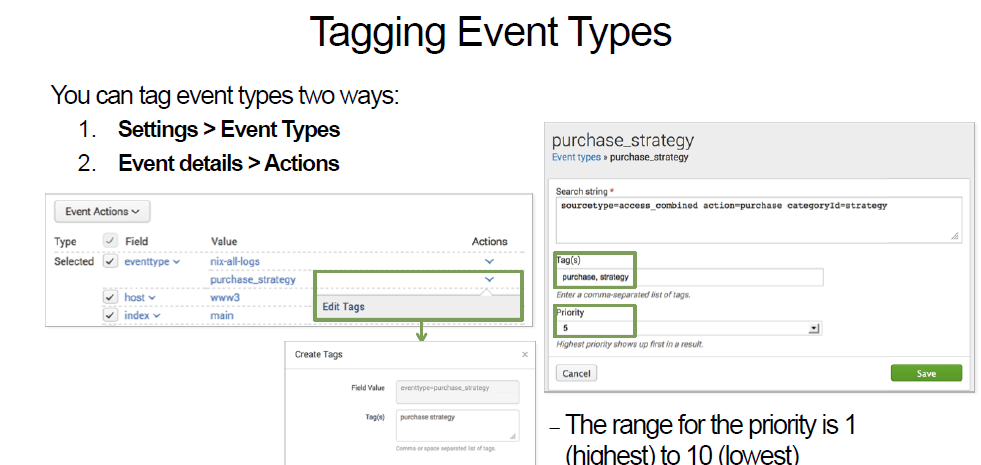 Tagging Event Types
You can tag event types two ways:
1. Settings > Event Types
2. Event details > Actions
Event Actions
Type Field Value Actions
Selected eventtype nix-all-logs
purchase_strategy
Edit Tags
host www3
index main
Create Tags ×
Field Value eventtype=purchase_strategy
Tag(s) purchase strategy
Comma or space separated list of tags.
purchase_strategy
Event types » purchase_strategy
Search string *
sourcetype=access_combined action=purchase categoryId=strategy
Tag(s)
purchase, strategy
Enter a comma-separated list of tags.
Priority
5
Highest priority shows up first in a result.
Cancel Save
– The range for the priority is 1
(highest) to 10 (lowest)